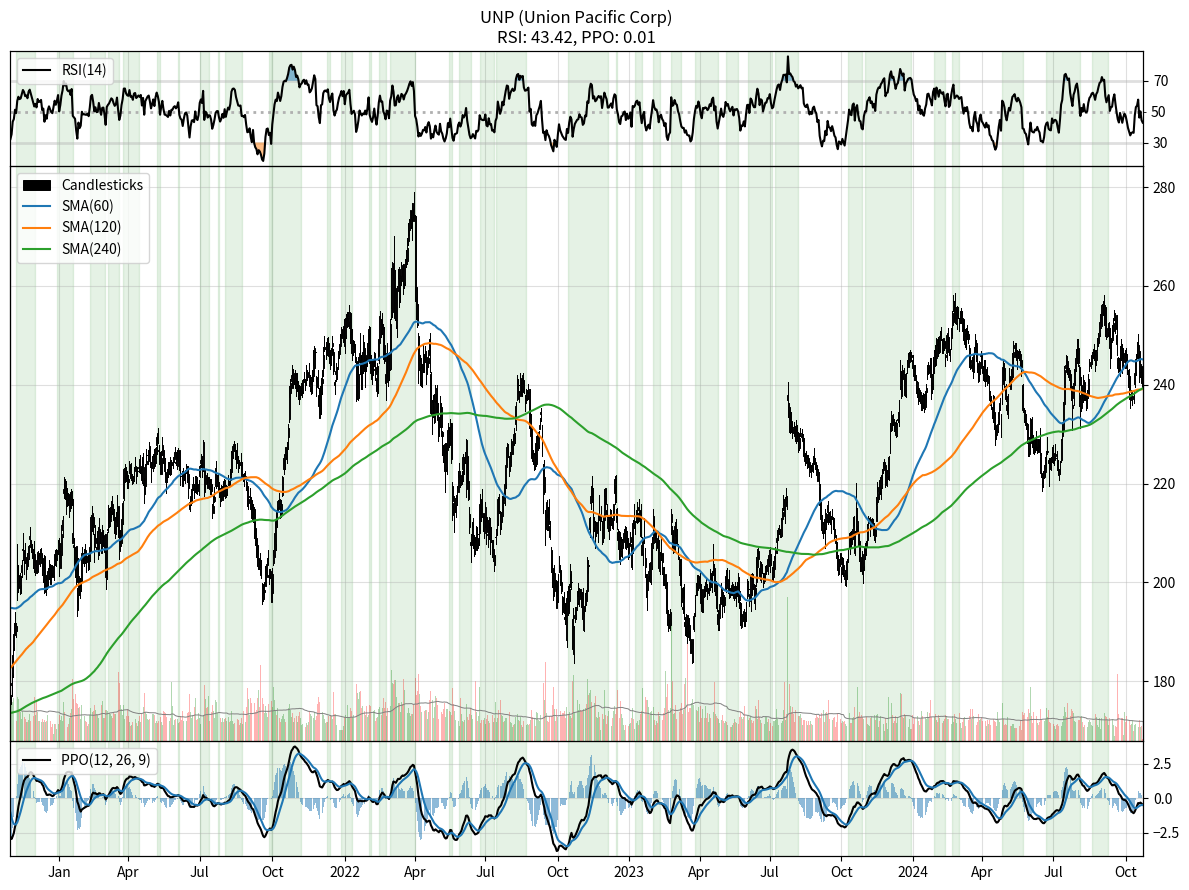 UNP (Union Pacific Corp)
RSI: 43.42, PPO: 0.01
RSI(14)
70
50
30
Candlesticks
SMA(60)
SMA(120)
SMA(240)
280
260
240
220
200
180
PPO(12, 26, 9)
2.5
0.0
−2.5
Jan Apr Jul Oct 2022 Apr Jul Oct 2023 Apr Jul Oct 2024 Apr Jul Oct